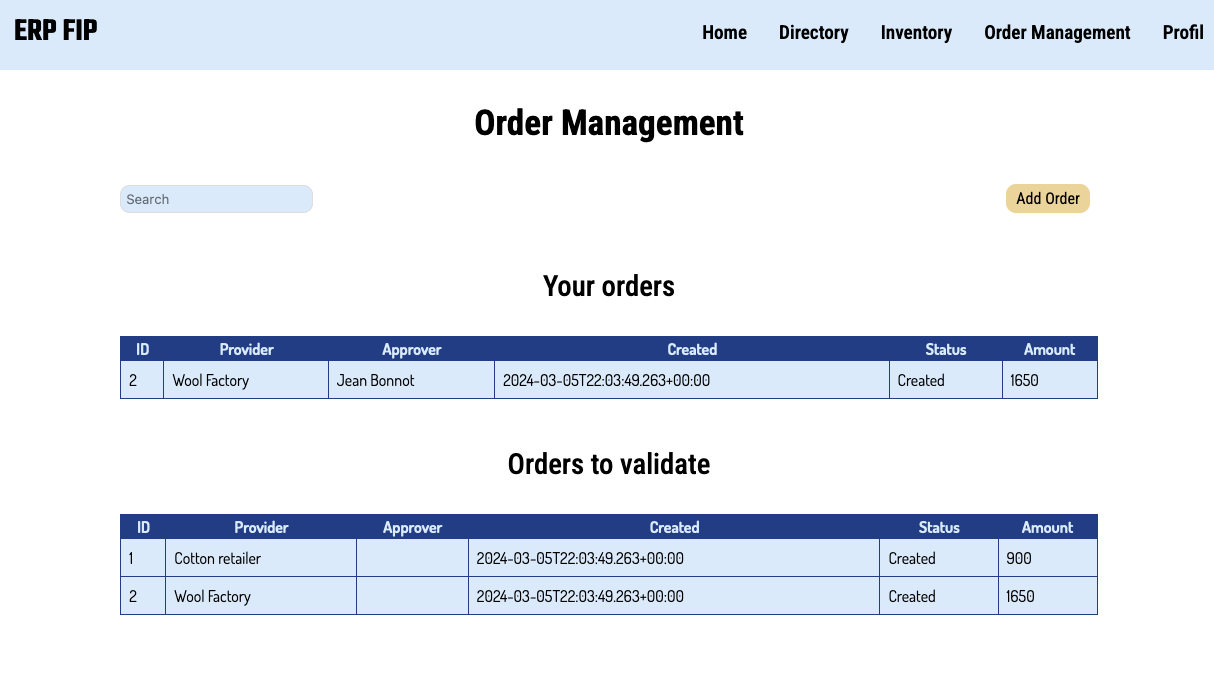 ERP FIP Home Directory Inventory Order Management Profil
Order Management
Search Add Order
Your orders
ID Provider Approver Created Status Amount
2 Wool Factory Jean Bonnot 2024-03-05T22:03:49.263+00:00 Created 1650
Orders to validate
ID Provider Approver Created Status Amount
1 Cotton retailer 2024-03-05T22:03:49.263+00:00 Created 900
2 Wool Factory 2024-03-05T22:03:49.263+00:00 Created 1650